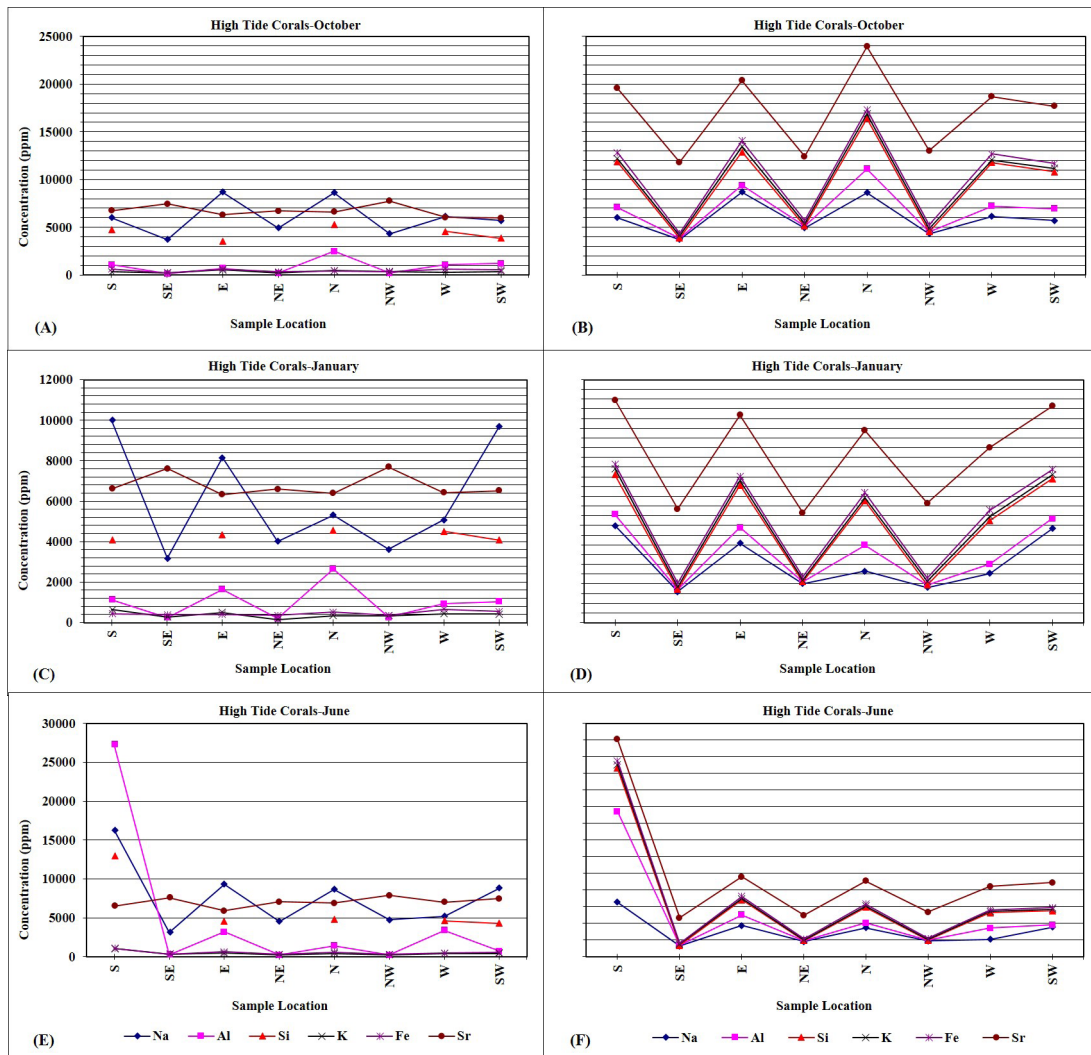 High Tide Corals-October
25000
20000
15000
10000
5000
0
Concentration (ppm)
S
SE
E
NE
N
NW
W
SW
Sample Location
(A)
High Tide Corals-October
S
SE
E
NE
N
NW
W
SW
Sample Location
(B)
High Tide Corals-January
12000
10000
8000
6000
4000
2000
0
Concentration (ppm)
S
SE
E
NE
N
NW
W
SW
Sample Location
(C)
High Tide Corals-January
S
SE
E
NE
N
NW
W
SW
Sample Location
(D)
High Tide Corals-June
30000
25000
20000
15000
10000
5000
0
Concentration (ppm)
S
SE
E
NE
N
NW
W
SW
Sample Location
(E)
Na Al Si K Fe Sr
High Tide Corals-June
S
SE
E
NE
N
NW
W
SW
Sample Location
(F)
Na Al Si K Fe Sr